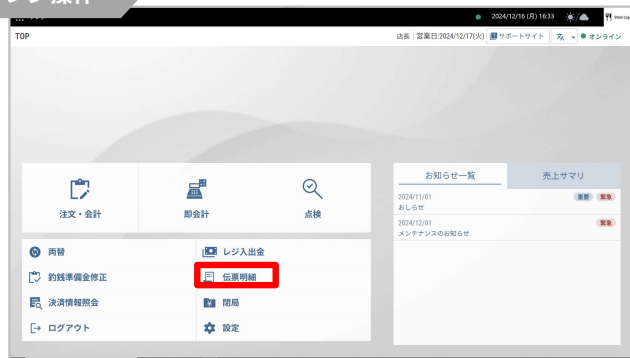 2024/12/16 (月) 16:33
TOP
店長 営業日:2024/12/17(火) サポートサイト オンライン
お知らせ一覧 売上サマリ
2024/11/01 重要 緊急
おしらせ
2024/12/01 緊急
メンテナンスのお知らせ
注文・会計 即会計 点検
両替 レジ入出金
釣銭準備金修正 伝票明細
決済情報照会 閉局
ログアウト 設定